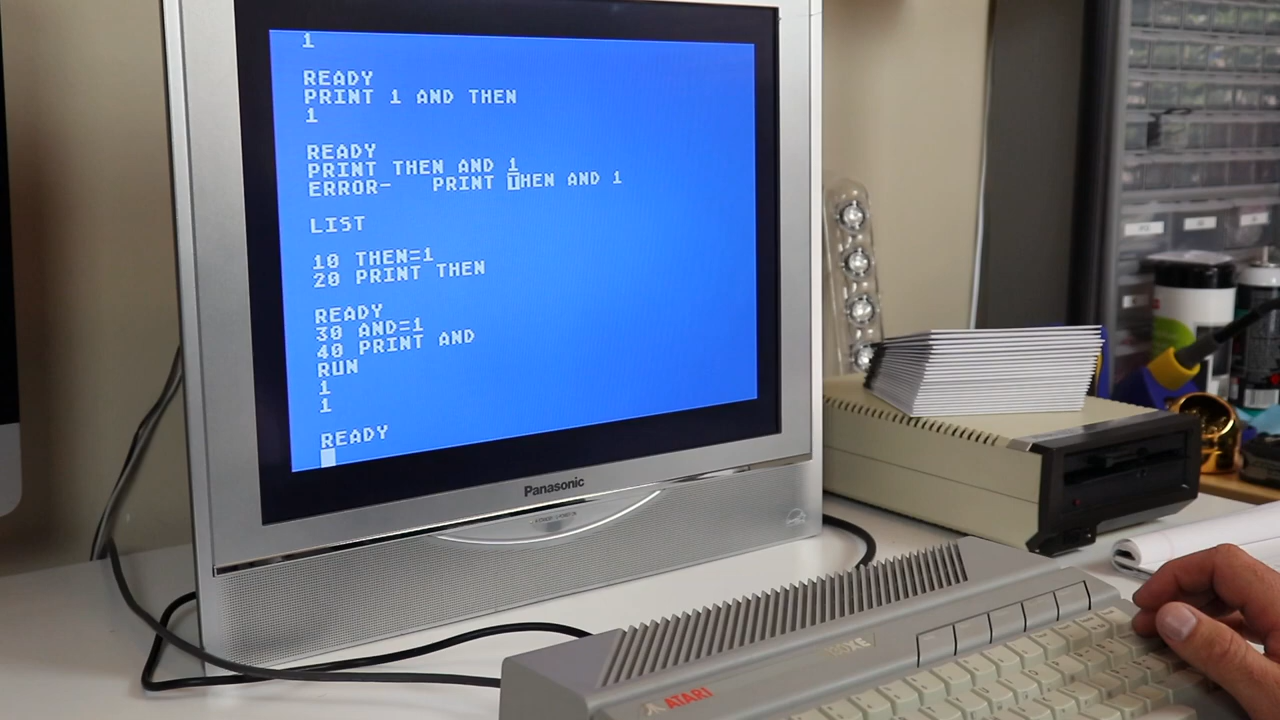 1
READY
PRINT 1 AND THEN
1
READY
PRINT THEN AND 1
ERROR-   PRINT THEN AND 1
LIST
10 THEN=1
20 PRINT THEN
READY
30 AND=1
40 PRINT AND
RUN
1
1
READY
Panasonic
ATARI